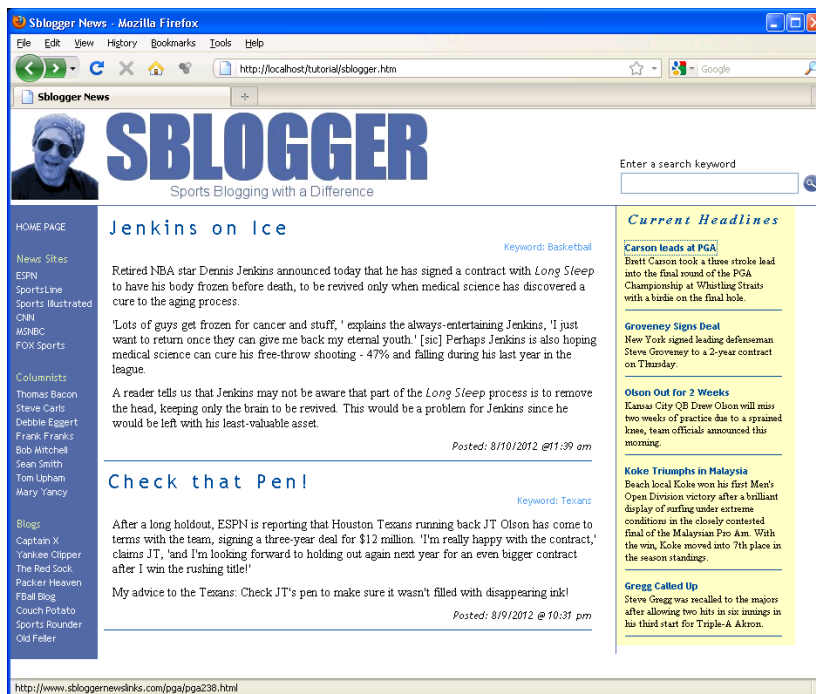 Sblogger News - Mozilla Firefox
File Edit View History Bookmarks Tools Help
http://localhost/tutorial/sblogger.htm
Google
Sblogger News
SBLOGGER
Sports Blogging with a Difference
Enter a search keyword
HOME PAGE
News Sites
ESPN
SportsLine
Sports Illustrated
CNN
MSNBC
FOX Sports
Columnists
Thomas Bacon
Steve Carls
Debbie Eggert
Frank Franks
Bob Mitchell
Sean Smith
Tom Upham
Mary Yancy
Blogs
Captain X
Yankee Clipper
The Red Sock
Packer Heaven
FBall Blog
Couch Potato
Sports Rounder
Old Feller
Jenkins on Ice
Keyword: Basketball
Retired NBA star Dennis Jenkins announced today that he has signed a contract with Long Sleep
to have his body frozen before death, to be revived only when medical science has discovered a
cure to the aging process.
'Lots of guys get frozen for cancer and stuff, ' explains the always-entertaining Jenkins, 'I just
want to return once they can give me back my eternal youth.' [sic] Perhaps Jenkins is also hoping
medical science can cure his free-throw shooting - 47% and falling during his last year in the
league.
A reader tells us that Jenkins may not be aware that part of the Long Sleep process is to remove
the head, keeping only the brain to be revived. This would be a problem for Jenkins since he
would be left with his least-valuable asset.
Posted: 8/10/2012 @11:39 am
Check that Pen!
Keyword: Texans
After a long holdout, ESPN is reporting that Houston Texans running back JT Olson has come to
terms with the team, signing a three-year deal for $12 million. 'I'm really happy with the contract,'
claims JT, 'and I'm looking forward to holding out again next year for an even bigger contract
after I win the rushing title!'
My advice to the Texans: Check JT's pen to make sure it wasn't filled with disappearing ink!
Posted: 8/9/2012 @ 10:31 pm
Current Headlines
Carson leads at PGA
Brett Carson took a three stroke lead
into the final round of the PGA
Championship at Whistling Straits
with a birdie on the final hole.
Groveney Signs Deal
New York signed leading defenseman
Steve Groveney to a 2-year contract
on Thursday.
Olson Out for 2 Weeks
Kansas City QB Drew Olson will miss
two weeks of practice due to a sprained
knee, team officials announced this
morning.
Koke Triumphs in Malaysia
Beach local Koke won his first Men's
Open Division victory after a brilliant
display of surfing under extreme
conditions in the closely contested
final of the Malaysian Pro Am. With
the win, Koke moved into 7th place in
the season standings.
Gregg Called Up
Steve Gregg was recalled to the majors
after allowing two hits in six innings in
his third start for Triple-A Akron.
http://www.sbloggernewslinks.com/pga/pga238.html